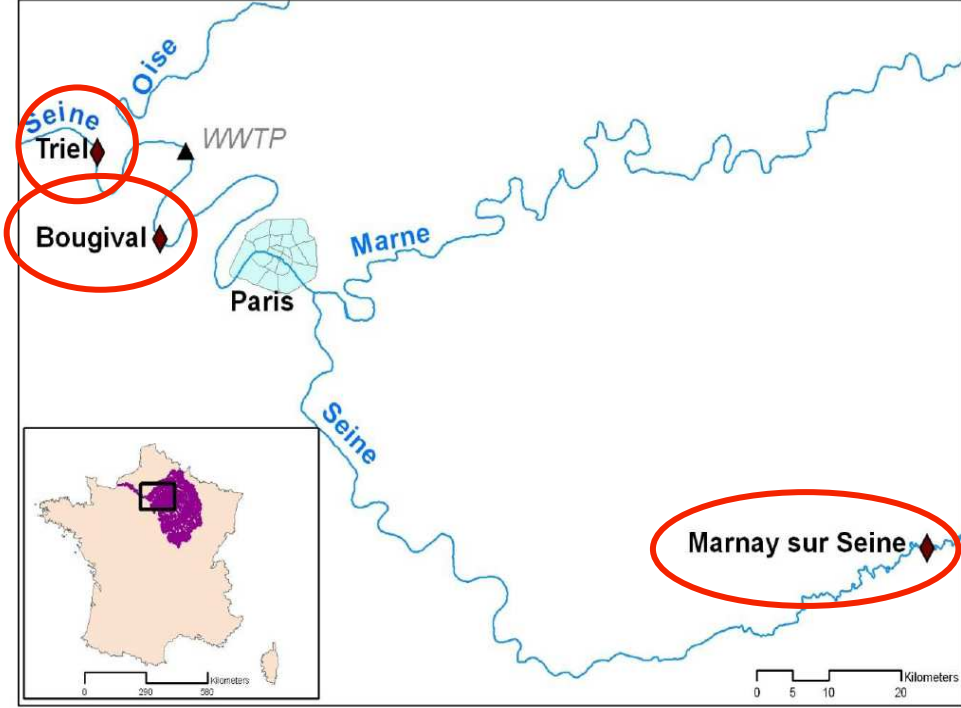 Oise
Seine
Triel
WWTP
Bougival
Marne
Paris
Seine
Marnay sur Seine
Kilometers
0 290 580
Kilometers
0 5 10 20